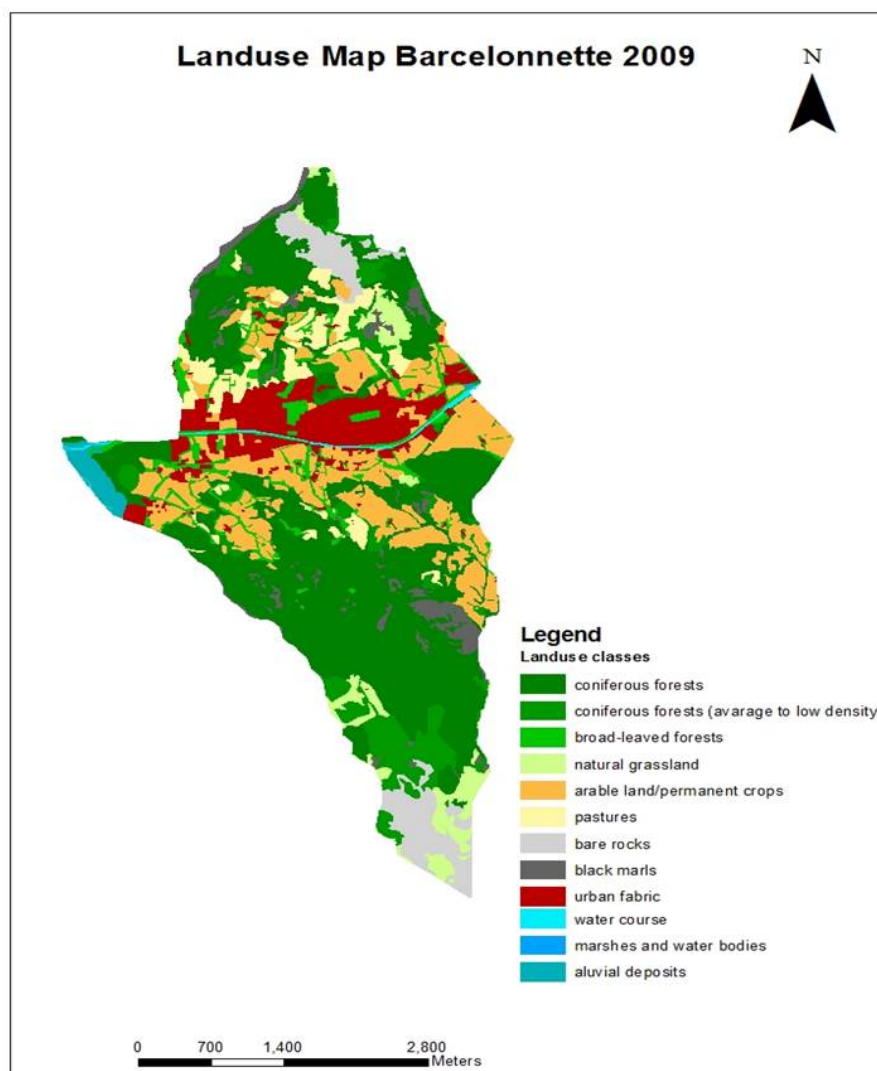 Landuse Map Barcelonnette 2009
N
Legend
Landuse classes
coniferous forests
coniferous forests (avarage to low density
broad-leaved forests
natural grassland
arable land/permanent crops
pastures
bare rocks
black marls
urban fabric
water course
marshes and water bodies
aluvial deposits
0 700 1,400 2,800
Meters